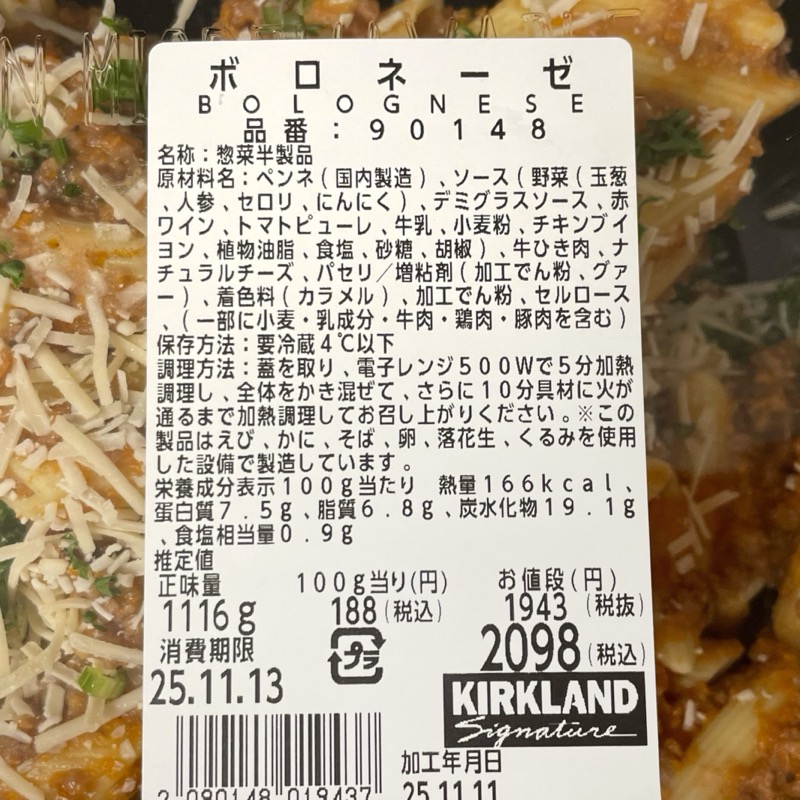 ボロネーゼ
BOLOGNESE
品番:90148
名称:惣菜半製品
原材料名:ペンネ(国内製造)、ソース(野菜(玉葱
、人参、セロリ、にんにく)、デミグラスソース、赤
ワイン、トマトピューレ、牛乳、小麦粉、チキンブイ
ヨン、植物油脂、食塩、砂糖、胡椒)、牛ひき肉、ナ
チュラルチーズ、パセリ/増粘剤(加工でん粉、グァ
ー)、着色料(カラメル)、加工でん粉、セルロース
、(一部に小麦・乳成分・牛肉・鶏肉・豚肉を含む)
保存方法:要冷蔵4℃以下
調理方法:蓋を取り、電子レンジ500Wで5分加熱
調理し、全体をかき混ぜて、さらに10分具材に火が
通るまで加熱調理してお召し上がりください。※この
製品はえび、かに、そば、卵、落花生、くるみを使用
した設備で製造しています。
栄養成分表示100g当たり 熱量166kcal、
蛋白質7.5g、脂質6.8g、炭水化物19.1g
、食塩相当量0.9g
推定値
正味量 100g当り(円) お値段(円)
1116g 188(税込) 1943(税抜)
消費期限 プラ 2098(税込)
25.11.13 KIRKLAND
Signature
加工年月日
2 090148 019437 25.11.11